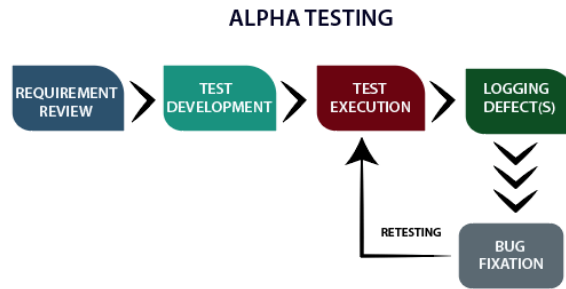 ALPHA TESTING
REQUIREMENT
REVIEW
TEST
DEVELOPMENT
TEST
EXECUTION
LOGGING
DEFECT(S)
RETESTING
BUG
FIXATION